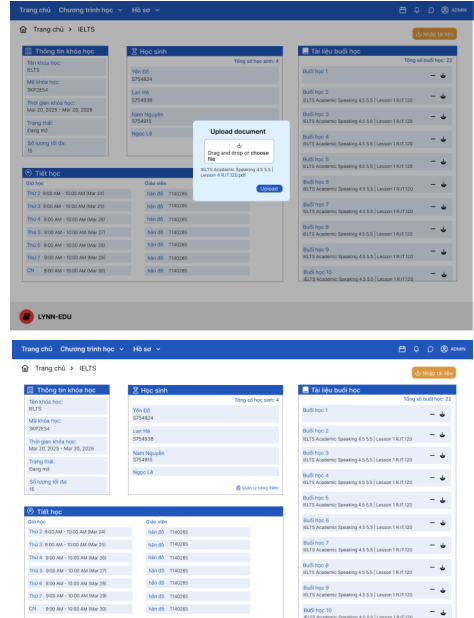 Trang chủ Chương trình học Hồ sơ ADMIN
Trang chủ > IELTS
Nhập tài liệu
Thông tin khóa học
Tên khóa học:
IELTS
Mã khóa học:
3KP2E54
Thời gian khóa học:
Mar 20, 2025 - Mar 20, 2026
Trạng thái:
Đang mở
Số lượng tối đa:
15
Học sinh
Tổng số học sinh: 4
Yến Đỗ
S754824
Lan Hà
S754938
Nam Nguyễn
S754915
Ngọc Lê
Upload document
Drag and drop or choose
file
IELTS Academic Speaking 4.5 5.5 |
Lesson 4 R.IT.120.pdf
Upload
Tiết học
Giờ học Giáo viên
Thứ 2 9:00 AM - 10:00 AM (Mar 24) hân đỗ T140265
Thứ 3 9:00 AM - 10:00 AM (Mar 25) hân đỗ T140265
Thứ 4 9:00 AM - 10:00 AM (Mar 26) hân đỗ T140265
Thứ 5 9:00 AM - 10:00 AM (Mar 27) hân đỗ T140265
Thứ 6 9:00 AM - 10:00 AM (Mar 28) hân đỗ T140265
Thứ 7 9:00 AM - 10:00 AM (Mar 29) hân đỗ T140265
CN 9:00 AM - 10:00 AM (Mar 30) hân đỗ T140265
Tài liệu buổi học
Tổng số buổi học: 22
Buổi học 1
Buổi học 2
IELTS Academic Speaking 4.5 5.5 | Lesson 1 R.IT.120
Buổi học 3
IELTS Academic Speaking 4.5 5.5 | Lesson 1 R.IT.120
Buổi học 4
IELTS Academic Speaking 4.5 5.5 | Lesson 1 R.IT.120
Buổi học 5
IELTS Academic Speaking 4.5 5.5 | Lesson 1 R.IT.120
Buổi học 6
IELTS Academic Speaking 4.5 5.5 | Lesson 1 R.IT.120
Buổi học 7
IELTS Academic Speaking 4.5 5.5 | Lesson 1 R.IT.120
Buổi học 8
IELTS Academic Speaking 4.5 5.5 | Lesson 1 R.IT.120
Buổi học 9
IELTS Academic Speaking 4.5 5.5 | Lesson 1 R.IT.120
Buổi học 10
IELTS Academic Speaking 4.5 5.5 | Lesson 1 R.IT.120
LYNN-EDU
Trang chủ Chương trình học Hồ sơ ADMIN
Trang chủ > IELTS
Nhập tài liệu
Thông tin khóa học
Tên khóa học:
IELTS
Mã khóa học:
3KP2E54
Thời gian khóa học:
Mar 20, 2025 - Mar 20, 2026
Trạng thái:
Đang mở
Số lượng tối đa:
15
Học sinh
Tổng số học sinh: 4
Yến Đỗ
S754824
Lan Hà
S754938
Nam Nguyễn
S754915
Ngọc Lê
Quản lý bảng điểm
Tiết học
Giờ học Giáo viên
Thứ 2 9:00 AM - 10:00 AM (Mar 24) hân đỗ T140265
Thứ 3 9:00 AM - 10:00 AM (Mar 25) hân đỗ T140265
Thứ 4 9:00 AM - 10:00 AM (Mar 26) hân đỗ T140265
Thứ 5 9:00 AM - 10:00 AM (Mar 27) hân đỗ T140265
Thứ 6 9:00 AM - 10:00 AM (Mar 28) hân đỗ T140265
Thứ 7 9:00 AM - 10:00 AM (Mar 29) hân đỗ T140265
CN 9:00 AM - 10:00 AM (Mar 30) hân đỗ T140265
Tài liệu buổi học
Tổng số buổi học: 22
Buổi học 1
Buổi học 2
IELTS Academic Speaking 4.5 5.5 | Lesson 1 R.IT.120
Buổi học 3
IELTS Academic Speaking 4.5 5.5 | Lesson 1 R.IT.120
Buổi học 4
IELTS Academic Speaking 4.5 5.5 | Lesson 1 R.IT.120
Buổi học 5
IELTS Academic Speaking 4.5 5.5 | Lesson 1 R.IT.120
Buổi học 6
IELTS Academic Speaking 4.5 5.5 | Lesson 1 R.IT.120
Buổi học 7
IELTS Academic Speaking 4.5 5.5 | Lesson 1 R.IT.120
Buổi học 8
IELTS Academic Speaking 4.5 5.5 | Lesson 1 R.IT.120
Buổi học 9
IELTS Academic Speaking 4.5 5.5 | Lesson 1 R.IT.120
Buổi học 10
IELTS Academic Speaking 4.5 5.5 | Lesson 1 R.IT.120